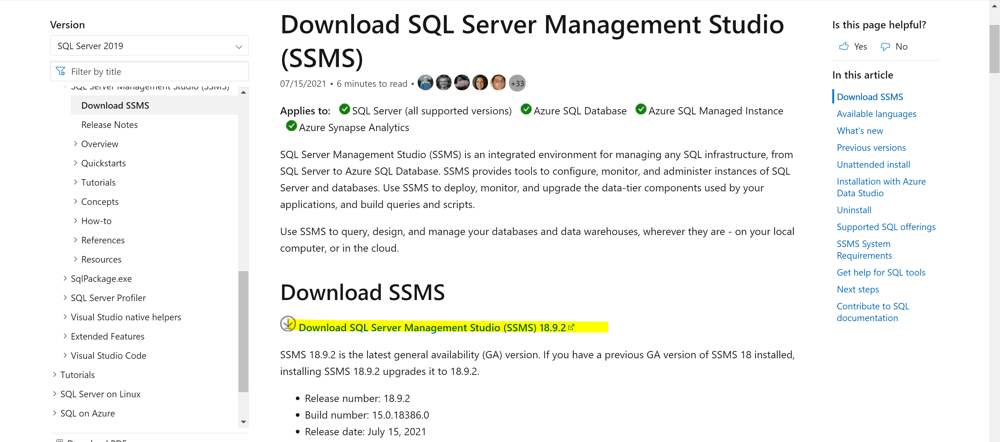 Version
SQL Server 2019
Filter by title
SQL Server Management Studio (SSMS)
Download SSMS
Release Notes
Overview
Quickstarts
Tutorials
Concepts
How-to
References
Resources
SqlPackage.exe
SQL Server Profiler
Visual Studio native helpers
Extended Features
Visual Studio Code
Tutorials
SQL Server on Linux
SQL on Azure
Download PDF
Download SQL Server Management Studio
(SSMS)
07/15/2021 • 6 minutes to read • +33
Applies to: SQL Server (all supported versions) Azure SQL Database Azure SQL Managed Instance
Azure Synapse Analytics
SQL Server Management Studio (SSMS) is an integrated environment for managing any SQL infrastructure, from
SQL Server to Azure SQL Database. SSMS provides tools to configure, monitor, and administer instances of SQL
Server and databases. Use SSMS to deploy, monitor, and upgrade the data-tier components used by your
applications, and build queries and scripts.
Use SSMS to query, design, and manage your databases and data warehouses, wherever they are - on your local
computer, or in the cloud.
Download SSMS
Download SQL Server Management Studio (SSMS) 18.9.2
SSMS 18.9.2 is the latest general availability (GA) version. If you have a previous GA version of SSMS 18 installed,
installing SSMS 18.9.2 upgrades it to 18.9.2.
• Release number: 18.9.2
• Build number: 15.0.18386.0
• Release date: July 15, 2021
Is this page helpful?
Yes No
In this article
Download SSMS
Available languages
What's new
Previous versions
Unattended install
Installation with Azure
Data Studio
Uninstall
Supported SQL offerings
SSMS System
Requirements
Get help for SQL tools
Next steps
Contribute to SQL
documentation